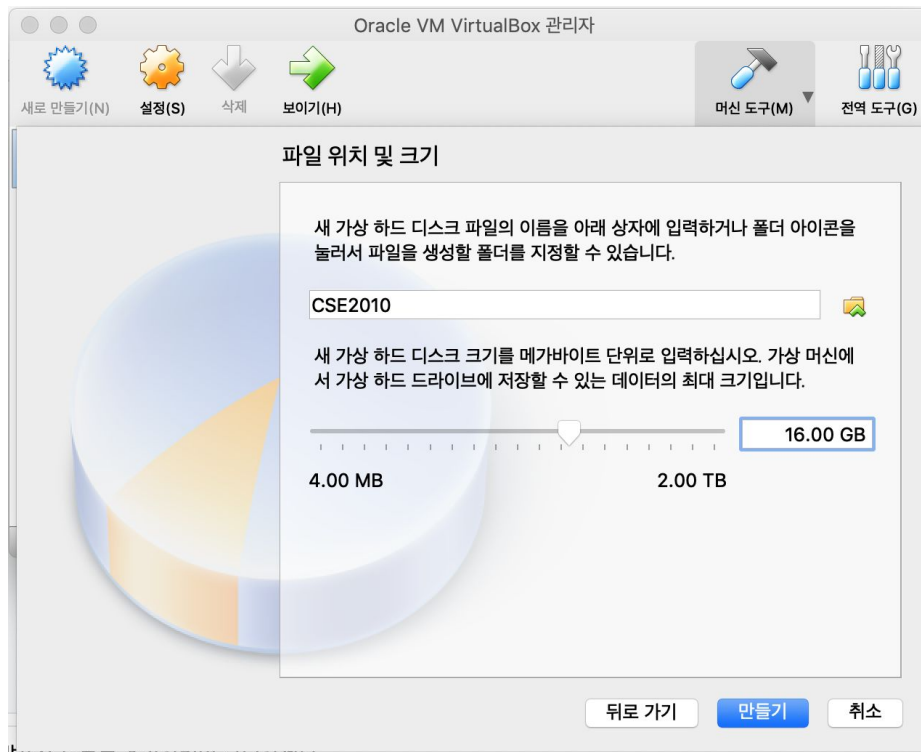 Oracle VM VirtualBox 관리자
새로 만들기(N)
설정(S)
삭제
보이기(H)
머신 도구(M)
전역 도구(G)
파일 위치 및 크기
새 가상 하드 디스크 파일의 이름을 아래 상자에 입력하거나 폴더 아이콘을
눌러서 파일을 생성할 폴더를 지정할 수 있습니다.
CSE2010
새 가상 하드 디스크 크기를 메가바이트 단위로 입력하십시오. 가상 머신에
서 가상 하드 드라이브에 저장할 수 있는 데이터의 최대 크기입니다.
16.00 GB
4.00 MB
2.00 TB
뒤로 가기
만들기
취소